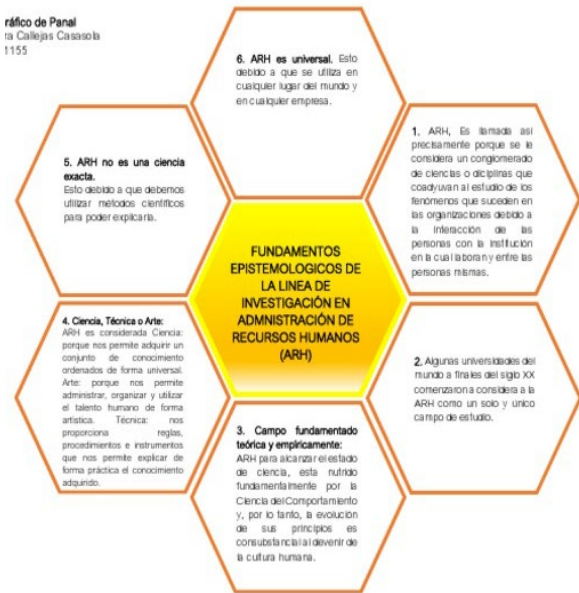 ráfico de Panal
ra Callejas Casasola
1155
6. ARH es universal. Esto
debido a que se utiliza en
cualquier lugar del mundo y
en cualquier empresa.
1. ARH, Es llamada así
precisamente porque se le
considera un conglomerado
de ciencias o diciplinas que
coadyuvan al estudio de los
fenómenos que suceden en
las organizaciones debido a
la interacción de las
personas con la institución
en la cual laboran y entre las
personas mismas.
5. ARH no es una ciencia
exacta.
Esto debido a que debemos
utilizar métodos científicos
para poder explicarla.
FUNDAMENTOS
EPISTEMOLOGICOS DE
LA LINEA DE
INVESTIGACIÓN EN
ADMNISTRACIÓN DE
RECURSOS HUMANOS
(ARH)
4. Ciencia, Técnica o Arte:
ARH es considerada Ciencia:
porque nos permite adquirir un
conjunto de conocimiento
ordenados de forma universal.
Arte: porque nos permite
administrar, organizar y utilizar
el talento humano de forma
artística. Técnica: nos
proporciona reglas,
procedimientos e instrumentos
que nos permite explicar de
forma práctica el conocimiento
adquirido.
2. Algunas universidades del
mundo a finales del siglo XX
comenzaron a considera a la
ARH como un solo y único
campo de estudio.
3. Campo fundamentado
teórica y empíricamente:
ARH para alcanzar el estado
de ciencia, esta nutrido
fundamentalmente por la
Ciencia del Comportamiento
y, por lo tanto, la evolución
de sus principios es
consubstancial al devenir de
la cultura humana.